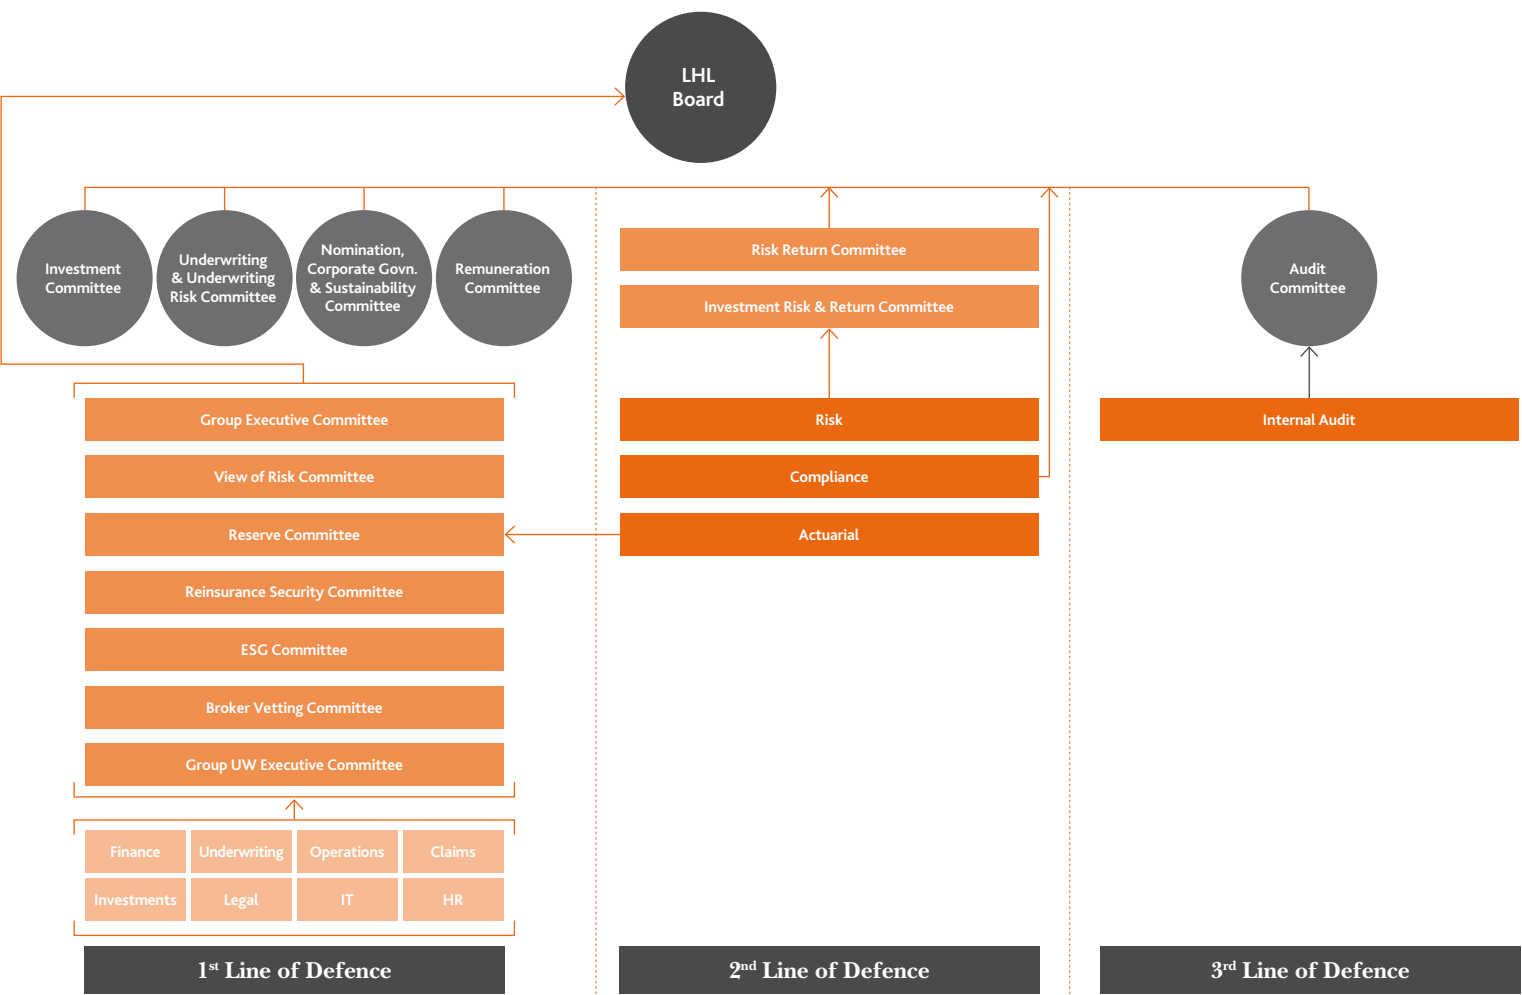 LHL
Board
Investment
Committee
Underwriting
& Underwriting
Risk Committee
Nomination,
Corporate Govn.
& Sustainability
Committee
Remuneration
Committee
Risk Return Committee
Investment Risk & Return Committee
Audit
Committee
Group Executive Committee
View of Risk Committee
Reserve Committee
Reinsurance Security Committee
ESG Committee
Broker Vetting Committee
Group UW Executive Committee
Risk
Compliance
Actuarial
Internal Audit
Finance
Underwriting
Operations
Claims
Investments
Legal
IT
HR
1st Line of Defence
2nd Line of Defence
3rd Line of Defence